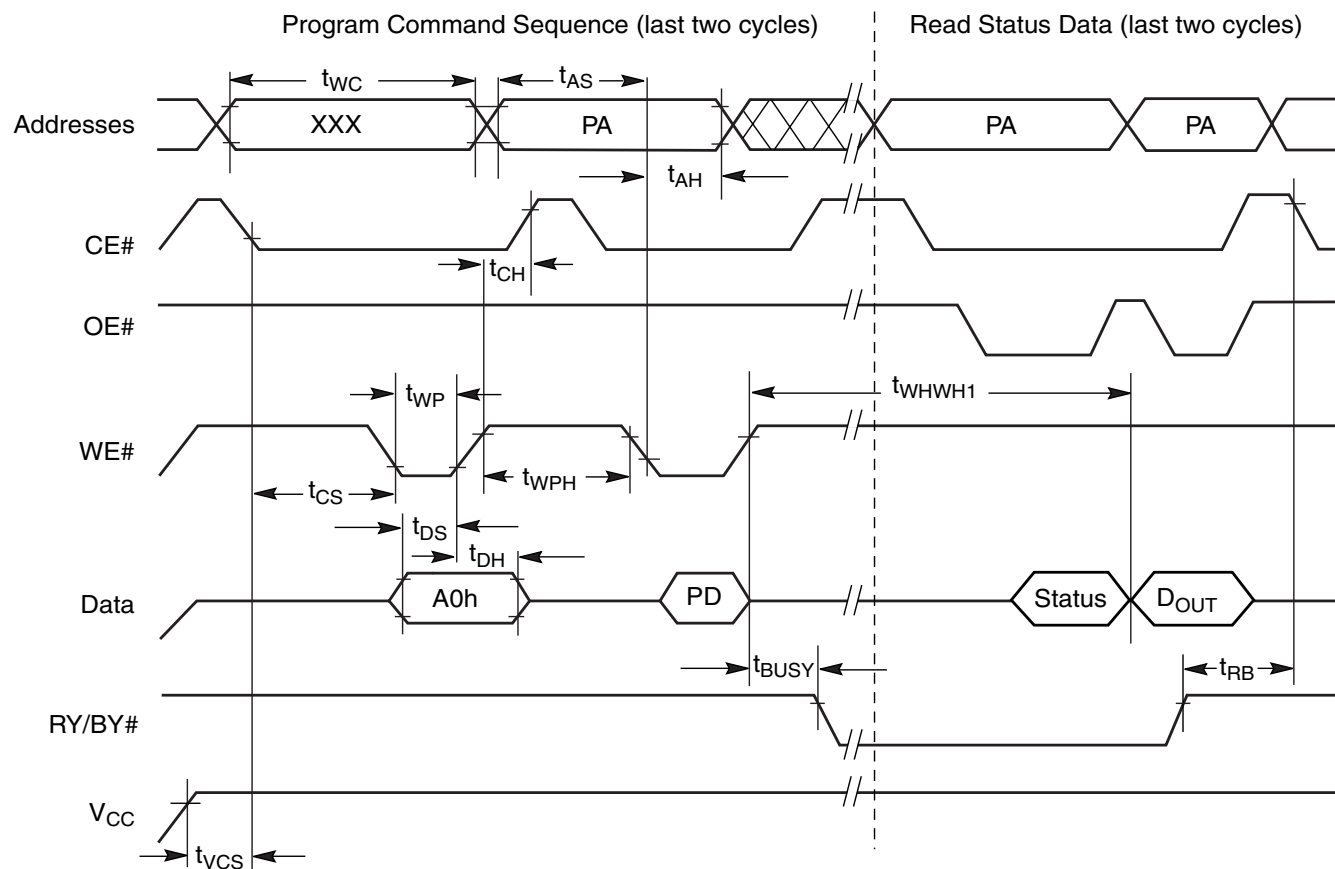 Program Command Sequence (last two cycles) Read Status Data (last two cycles)
tWC tAS
Addresses XXX PA PA PA
tAH
CE#
tCH
OE#
tWP tWHWH1
WE#
tCS tWPH
tDS
tDH
Data A0h PD Status DOUT
tBUSY tRB
RY/BY#
VCC
tVCS